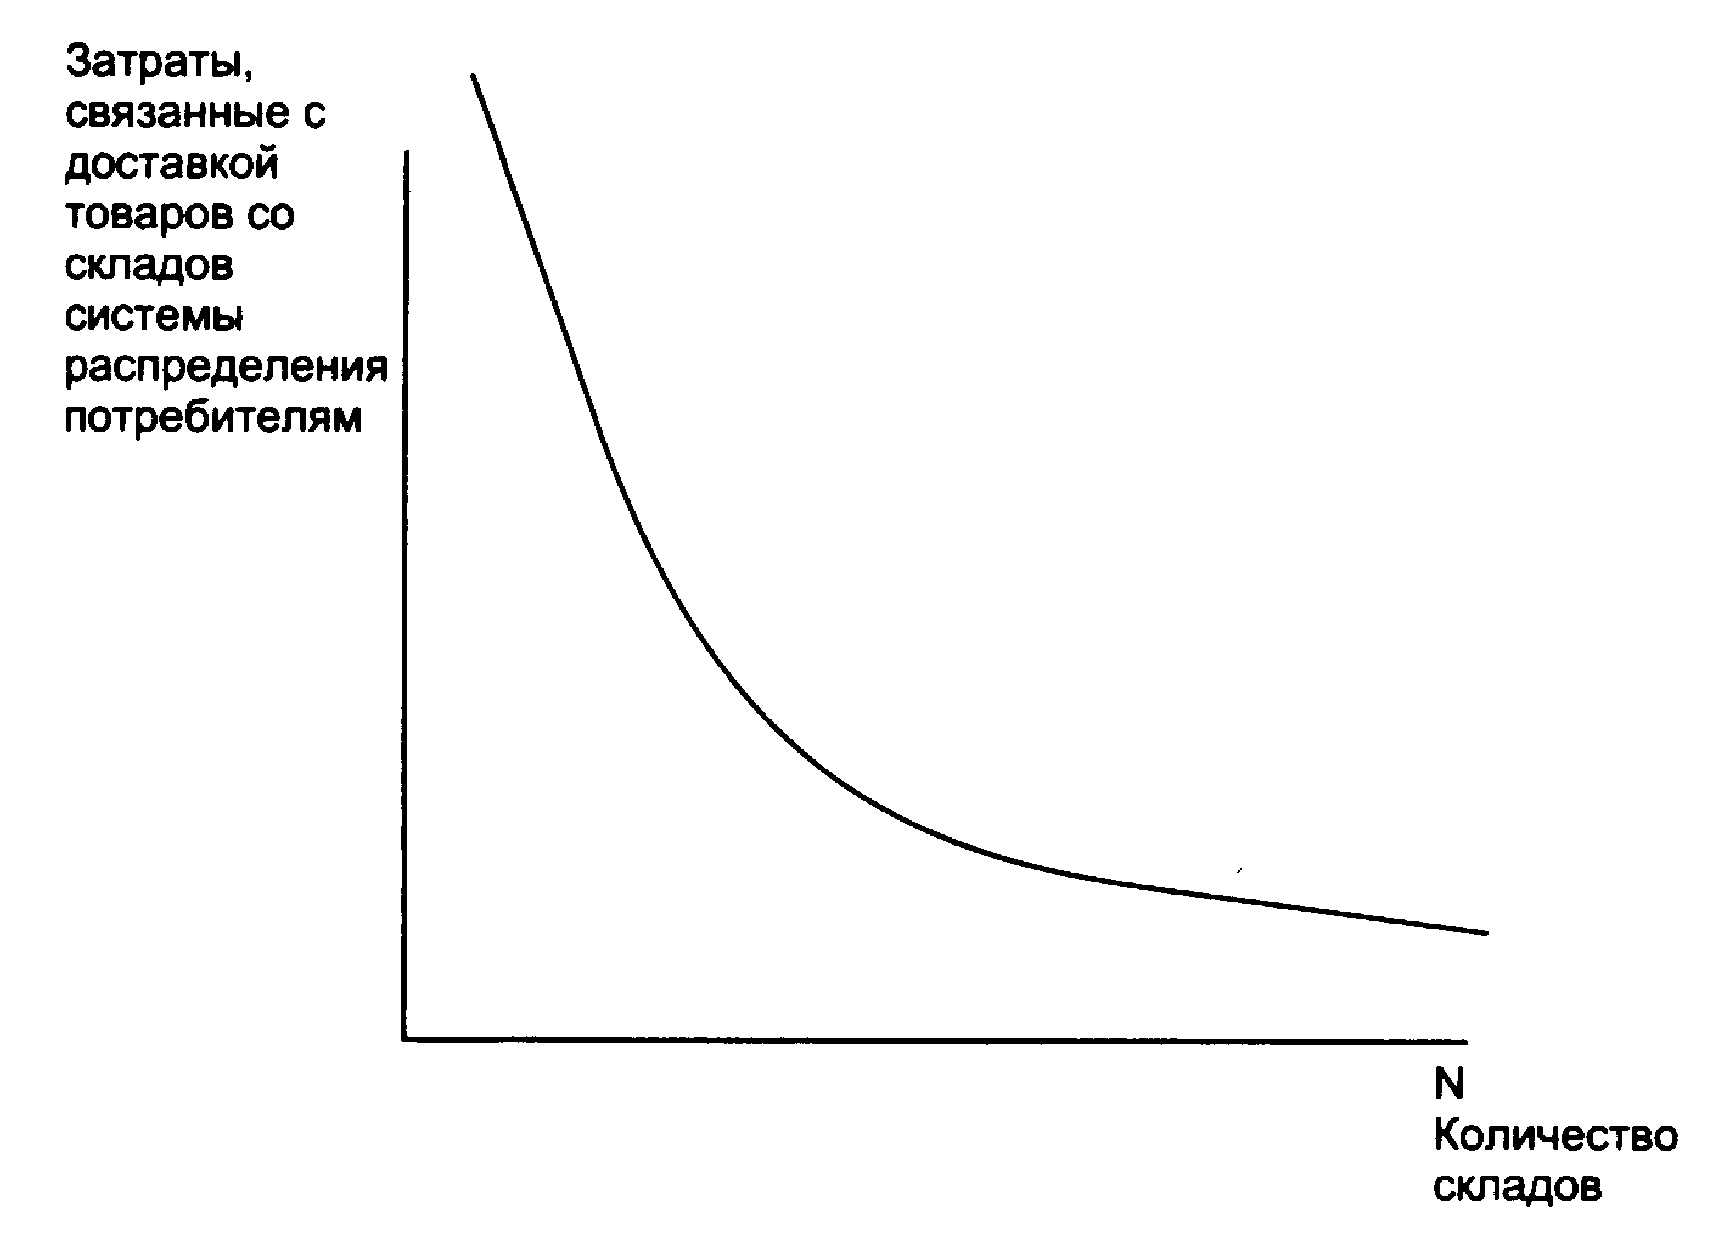 Затраты,
связанные с
доставкой
товаров со
складов
системы
распределения
потребителям
N
Количество
складов